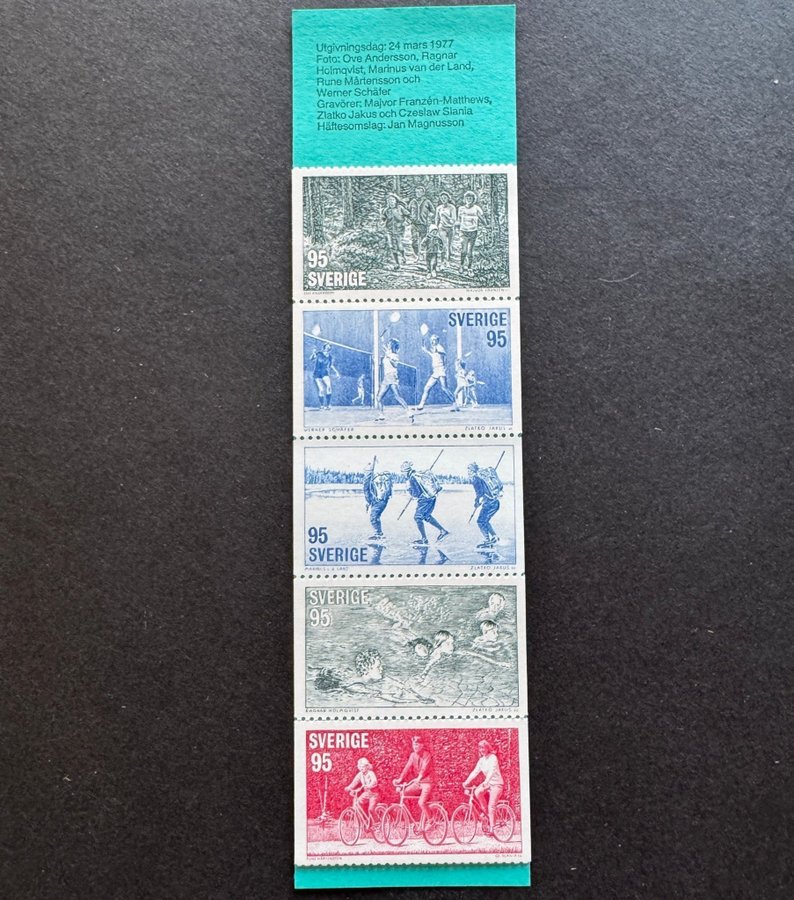 Utgivningsdag: 24 mars 1977
Foto: Ove Andersson, Ragnar
Holmqvist, Marinus van der Land,
Rune Mårtensson och
Werner Schäfer
Gravörer: Majvor Franzén-Matthews,
Zlatko Jakus och Czeslaw Slania
Häftesomslag: Jan Magnusson
95
SVERIGE
SVERIGE
95
WERNER SCHÄFER ZLATKO JAKUS
95
SVERIGE
ZLATKO JAKUS
SVERIGE
95
RAGNAR HOLMQVIST ZLATKO JAKUS
SVERIGE
95
RUNE MÅRTENSSON